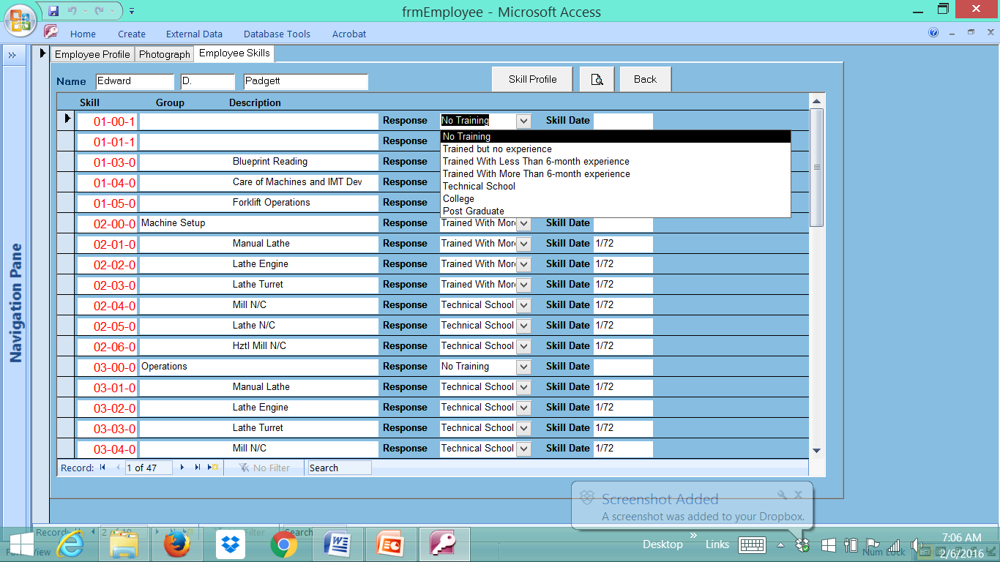 frmEmployee - Microsoft Access
Home Create External Data Database Tools Acrobat
Employee Profile Photograph Employee Skills
Name Edward D. Padgett Skill Profile Back
Skill Group Description
01-00-1 Response No Training Skill Date
No Training
01-01-1 Response
Trained but no experience
01-03-0 Blueprint Reading Response Trained With Less Than 6-month experience
Trained With More Than 6-month experience
01-04-0 Care of Machines and IMT Dev Response Technical School
College
01-05-0 Forklift Operations Response
Post Graduate
02-00-0 Machine Setup Response Trained With More Skill Date
02-01-0 Manual Lathe Response Trained With More Skill Date 1/72
02-02-0 Lathe Engine Response Trained With More Skill Date 1/72
02-03-0 Lathe Turret Response Trained With More Skill Date 1/72
02-04-0 Mill N/C Response Technical School Skill Date 1/72
02-05-0 Lathe N/C Response Technical School Skill Date 1/72
02-06-0 Hztl Mill N/C Response Technical School Skill Date 1/72
03-00-0 Operations Response No Training Skill Date
03-01-0 Manual Lathe Response Technical School Skill Date 1/72
03-02-0 Lathe Engine Response Technical School Skill Date 1/72
03-03-0 Lathe Turret Response Technical School Skill Date 1/72
03-04-0 Mill N/C Response Technical School Skill Date 1/72
Record: 1 of 47 No Filter Search
Navigation Pane
Screenshot Added
A screenshot was added to your Dropbox.
Record: Filter Search
Desktop » Links
7:06 AM
Form View Num Lock
2/6/2016